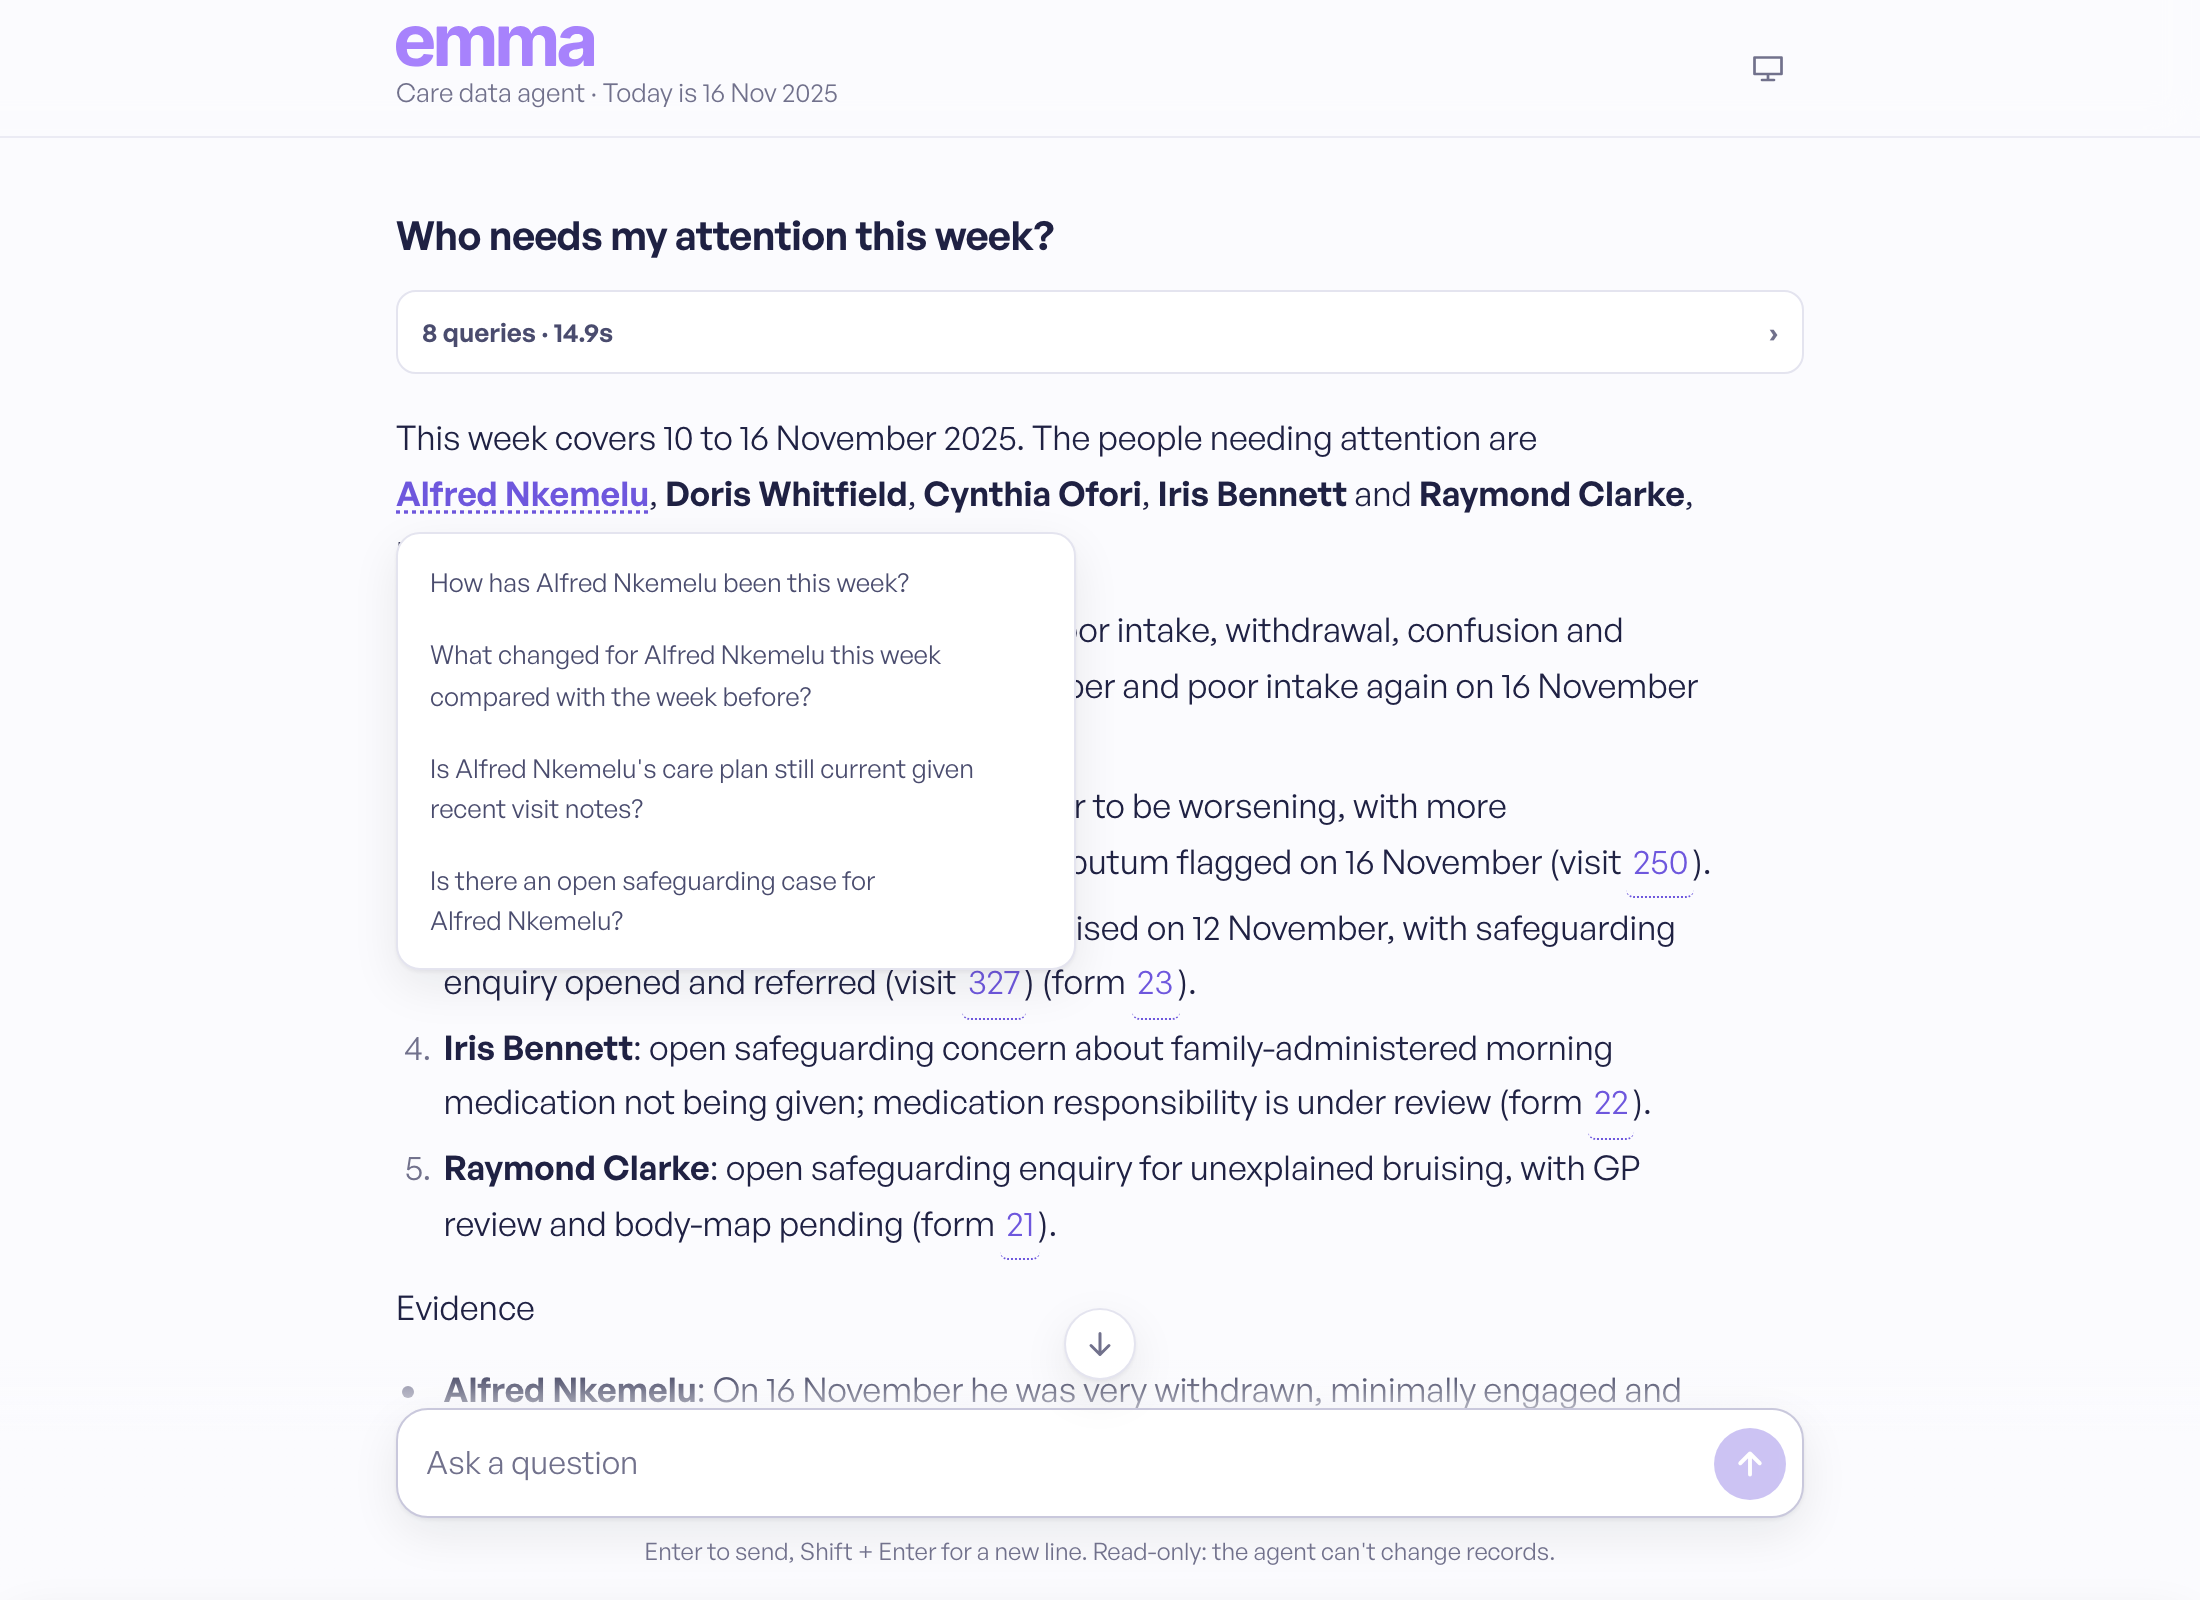 emma
Care data agent · Today is 16 Nov 2025
Who needs my attention this week?
8 queries · 14.9s
This week covers 10 to 16 November 2025. The people needing attention are
Alfred Nkemelu, Doris Whitfield, Cynthia Ofori, Iris Bennett and Raymond Clarke,
How has Alfred Nkemelu been this week?
What changed for Alfred Nkemelu this week
compared with the week before?
Is Alfred Nkemelu's care plan still current given
recent visit notes?
Is there an open safeguarding case for
Alfred Nkemelu?
intake, withdrawal, confusion and
and poor intake again on 16 November
to be worsening, with more
flagged on 16 November (visit 250).
on 12 November, with safeguarding
enquiry opened and referred (visit 327) (form 23).
4. Iris Bennett: open safeguarding concern about family-administered morning
medication not being given; medication responsibility is under review (form 22).
5. Raymond Clarke: open safeguarding enquiry for unexplained bruising, with GP
review and body-map pending (form 21).
Evidence
• Alfred Nkemelu: On 16 November he was very withdrawn, minimally engaged and
Ask a question
Enter to send, Shift + Enter for a new line. Read-only: the agent can't change records.